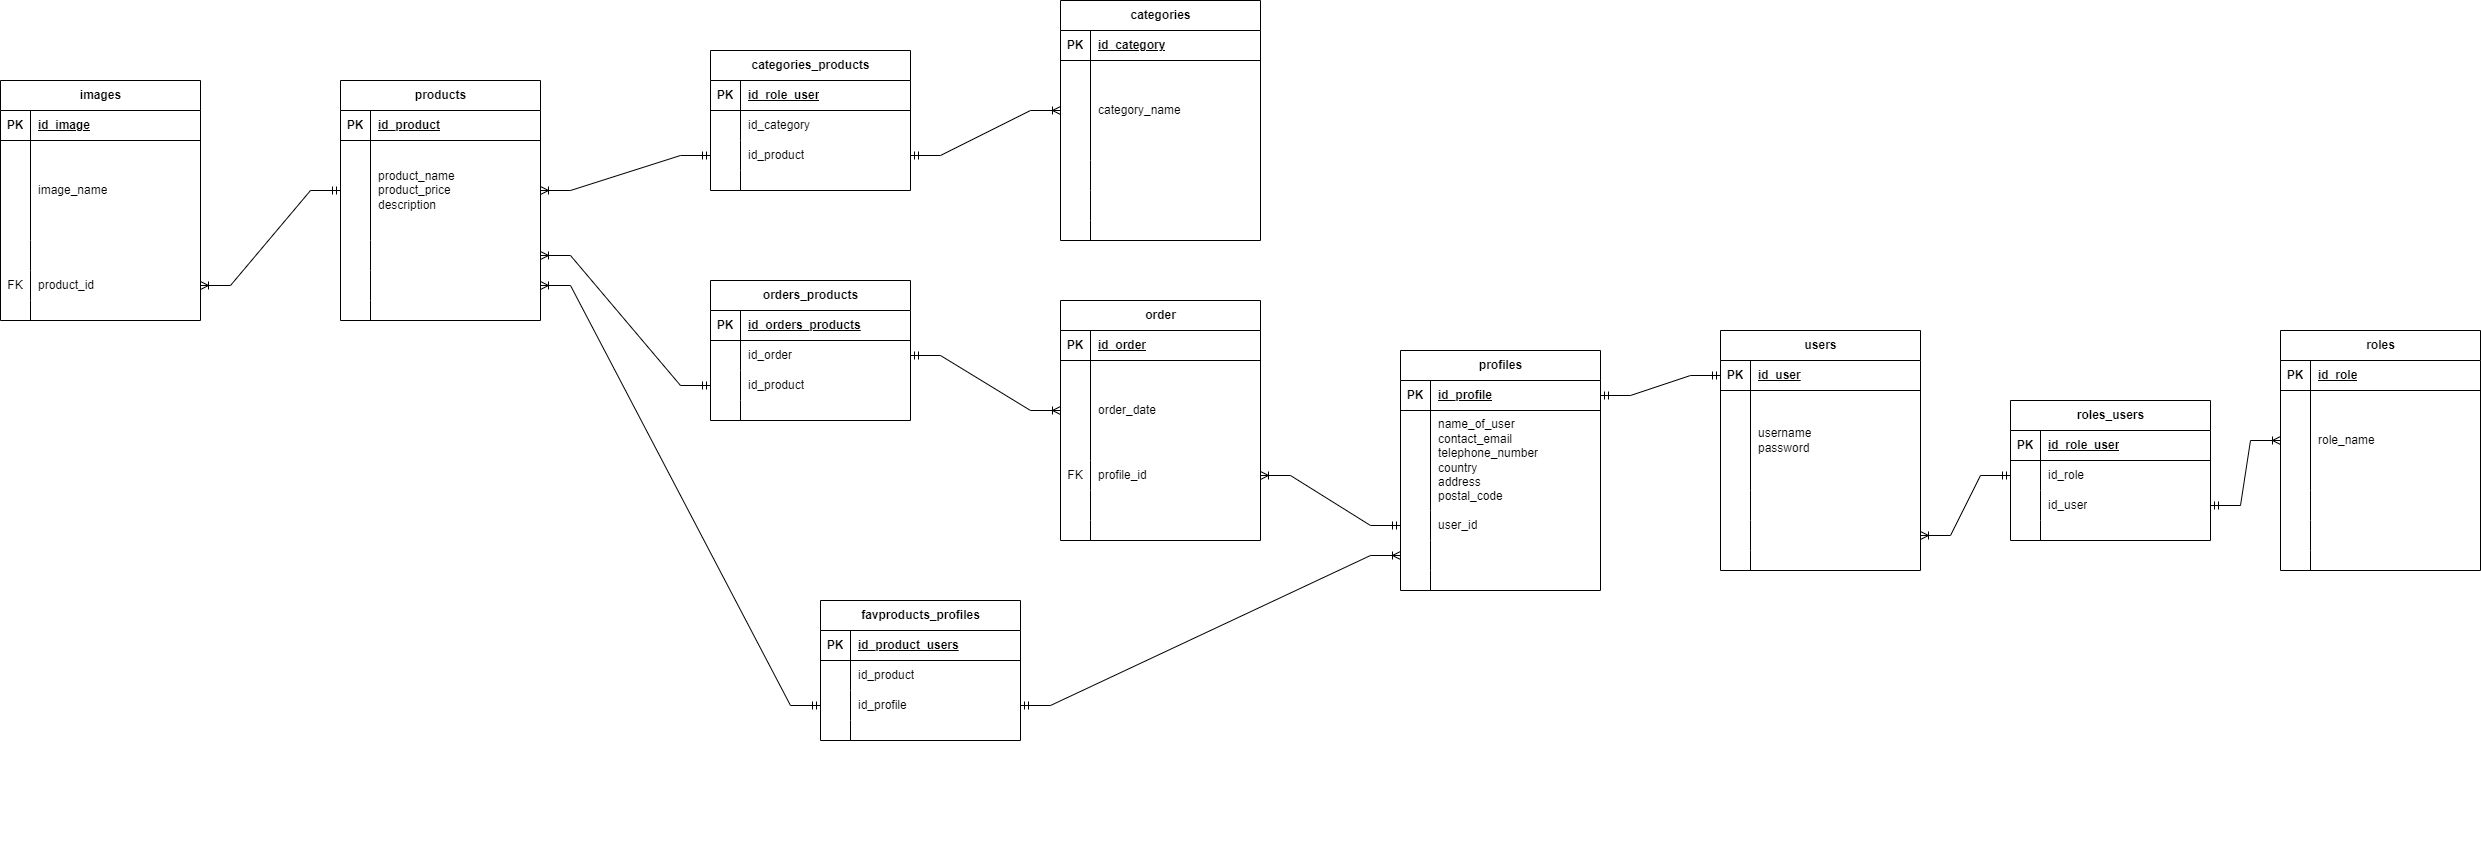 images
PK id_image
image_name
FK product_id
products
PK id_product
product_name
product_price
description
categories_products
PK id_role_user
id_category
id_product
categories
PK id_category
category_name
orders_products
PK id_orders_products
id_order
id_product
order
PK id_order
order_date
FK profile_id
favproducts_profiles
PK id_product_users
id_product
id_profile
profiles
PK id_profile
name_of_user
contact_email
telephone_number
country
address
postal_code
user_id
users
PK id_user
username
password
roles_users
PK id_role_user
id_role
id_user
roles
PK id_role
role_name